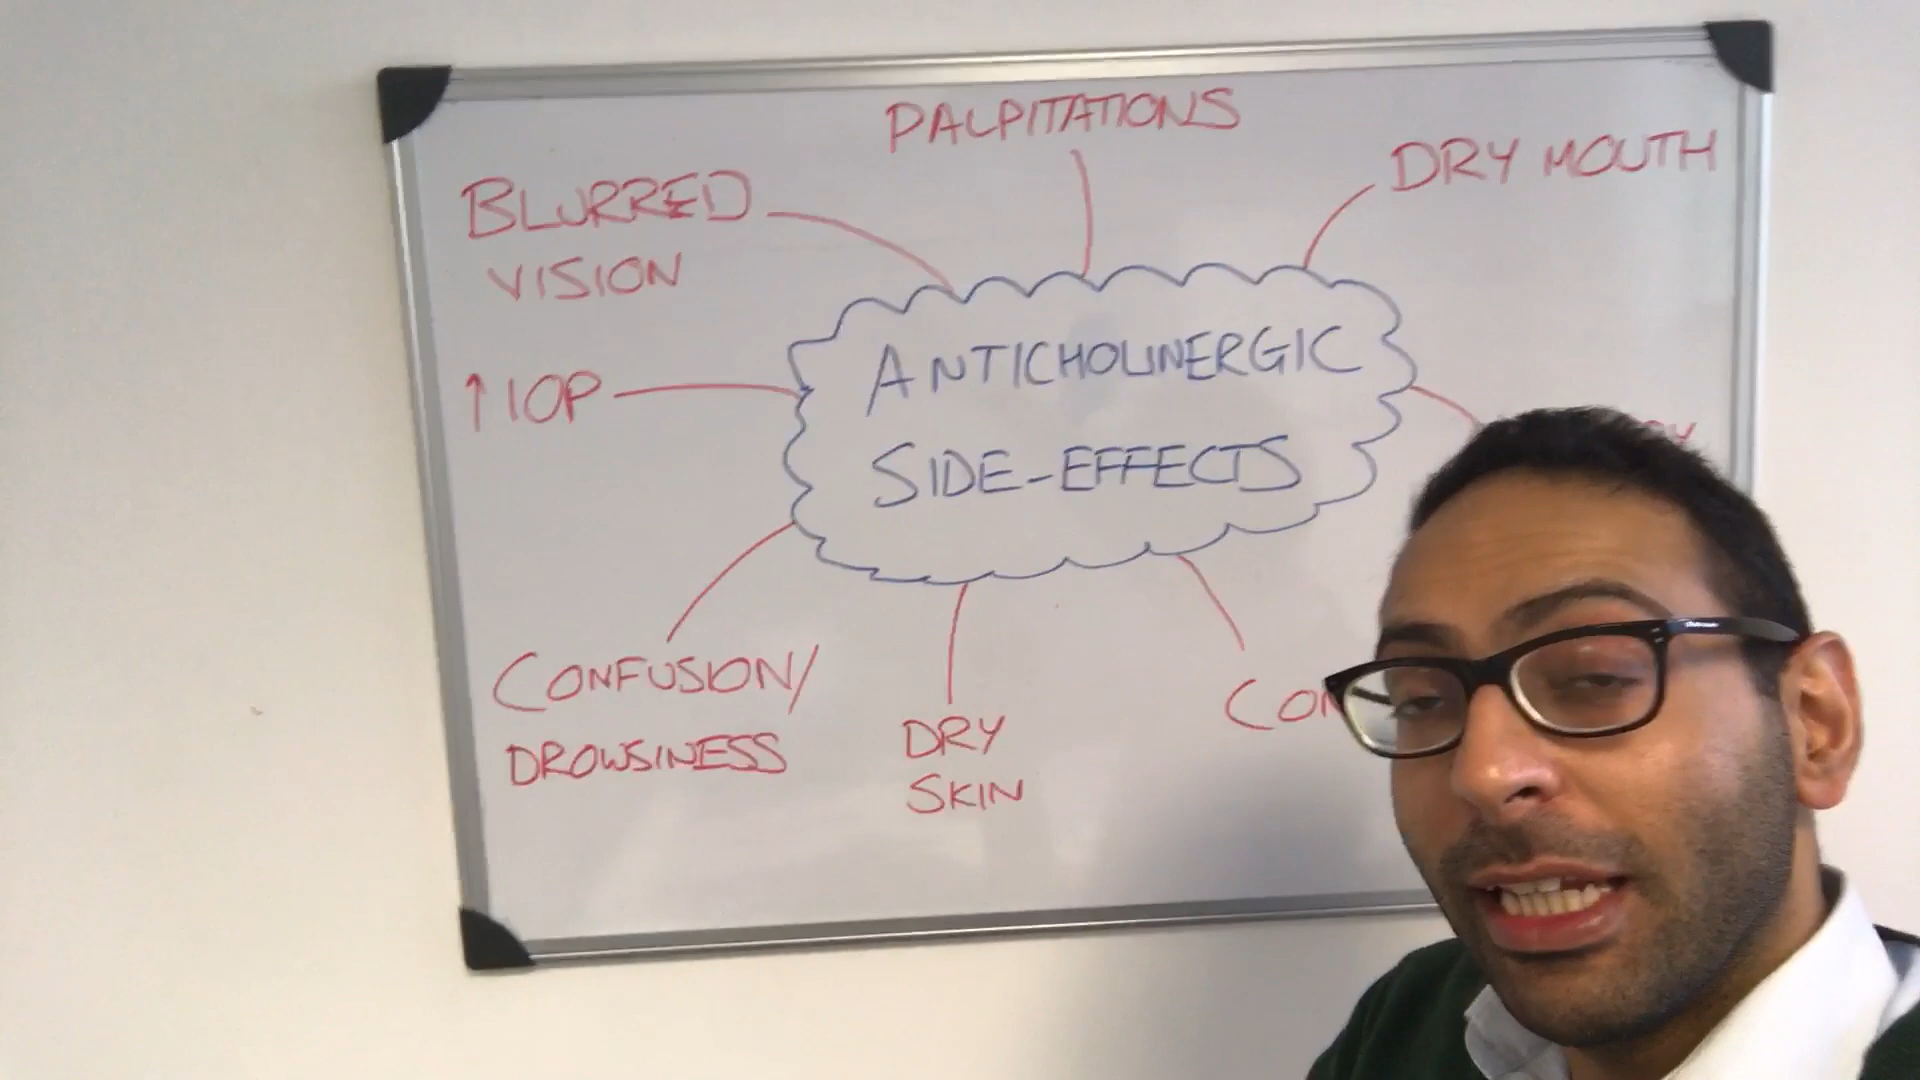 PALPITATIONS
DRY MOUTH
BLURRED
VISION
↑ IOP
ANTICHOLINERGIC
SIDE-EFFECTS
CONFUSION/
DROWSINESS
DRY
SKIN